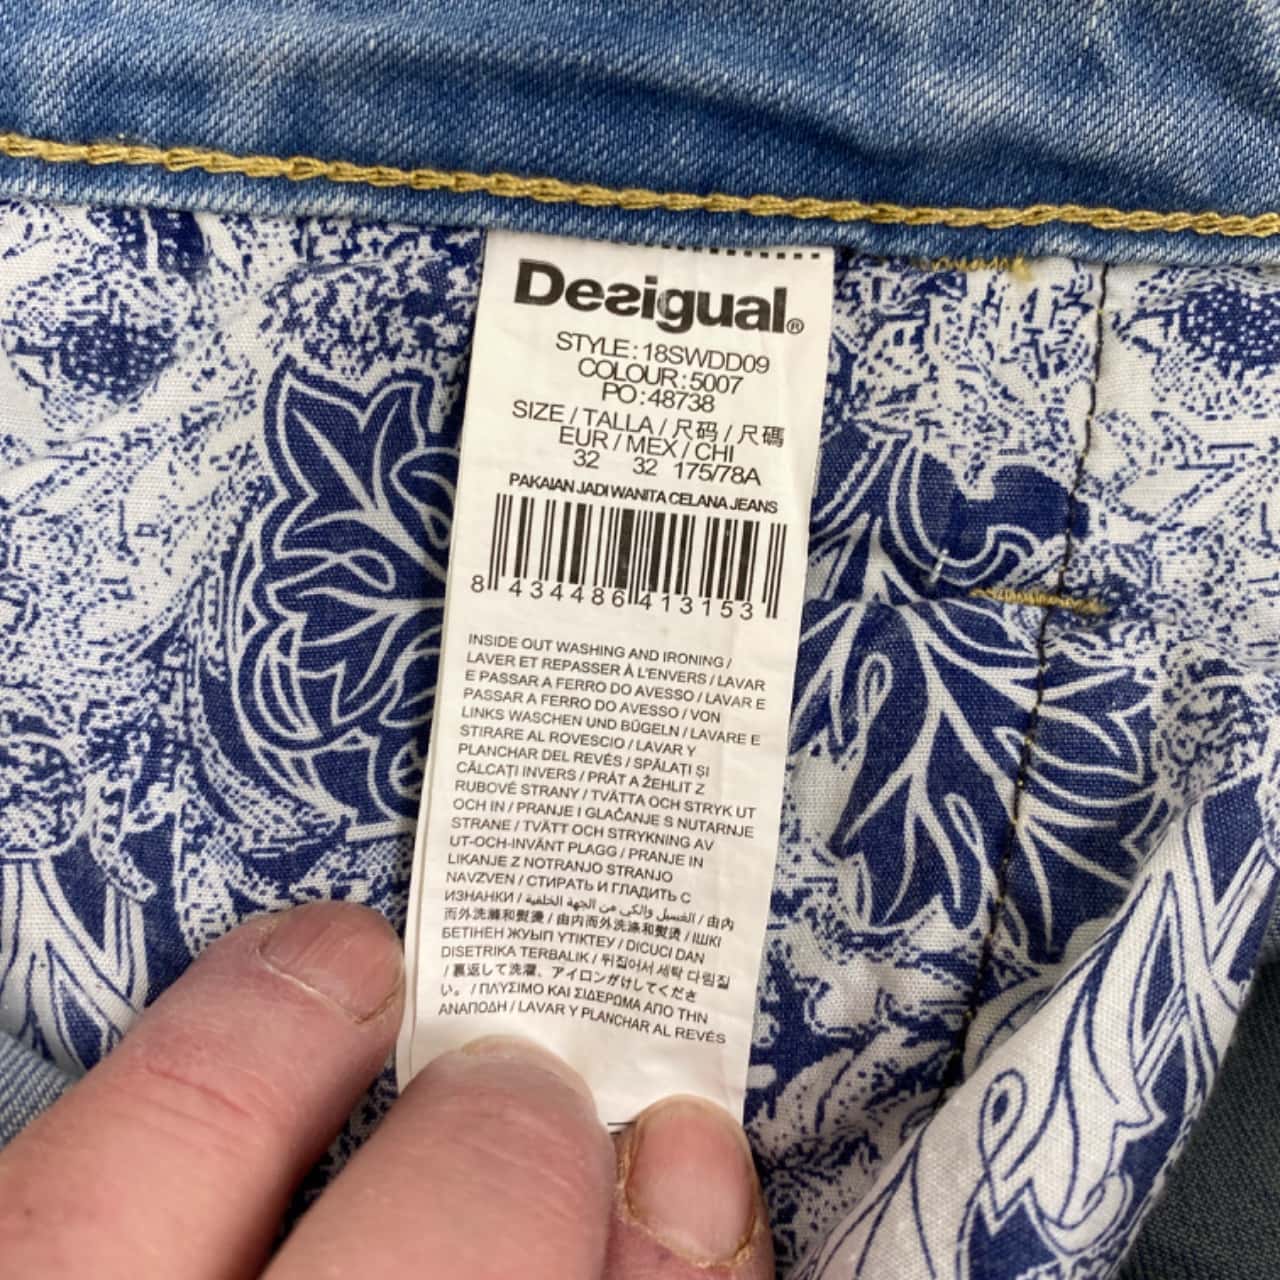 Desigual®
STYLE : 18SWDD09
COLOUR : 5007
PO : 48738
SIZE / TALLA / 尺码 / 尺碼
EUR / MEX / CHI
32 32 175/78A
PAKAIAN JADI WANITA CELANA JEANS
8 434486 413153
INSIDE OUT WASHING AND IRONING /
LAVER ET REPASSER À L'ENVERS / LAVAR
E PASSAR A FERRO DO AVESSO / LAVAR E
PASSAR A FERRO DO AVESSO / VON
LINKS WASCHEN UND BÜGELN / LAVARE E
STIRARE AL ROVESCIO / LAVAR Y
PLANCHAR DEL REVÉS / SPĂLAȚI ȘI
CĂLCAȚI INVERS / PRÁT A ŽEHLIT Z
RUBOVÉ STRANY / TVÄTTA OCH STRYK UT
OCH IN / PRANJE I GLAČANJE S NUTARNJE
STRANE / TVÄTT OCH STRYKNING AV
UT-OCH-INVÄNT PLAGG / PRANJE IN
LIKANJE Z NOTRANJO STRANJO
NAVZVEN / СТИРАТЬ И ГЛАДИТЬ С
ИЗНАНКИ / الغسيل والكي من الجهة الخلفية / 由內
而外洗滌和熨燙 / 由内而外洗涤和熨烫 / ІШКІ
БЕТІНЕН ЖУЫП ҮТІКТЕУ / DICUCI DAN
DISETRIKA TERBALIK / 뒤집어서 세탁 다림질
/ 裏返して洗濯、アイロンがけしてくださ
い。 / ΠΛΥΣΙΜΟ ΚΑΙ ΣΙΔΕΡΩΜΑ ΑΠΟ ΤΗΝ
ΑΝΑΠΟΔΗ / LAVAR Y PLANCHAR AL REVÉS